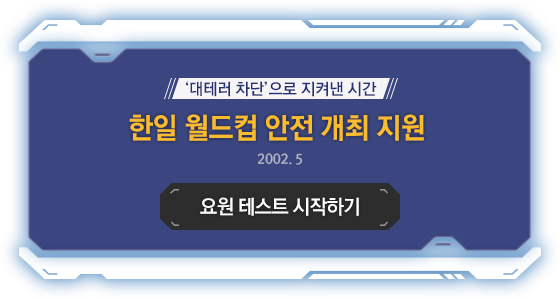 ‘대테러 차단’으로 지켜낸 시간
한일 월드컵 안전 개최 지원
2002. 5
요원 테스트 시작하기